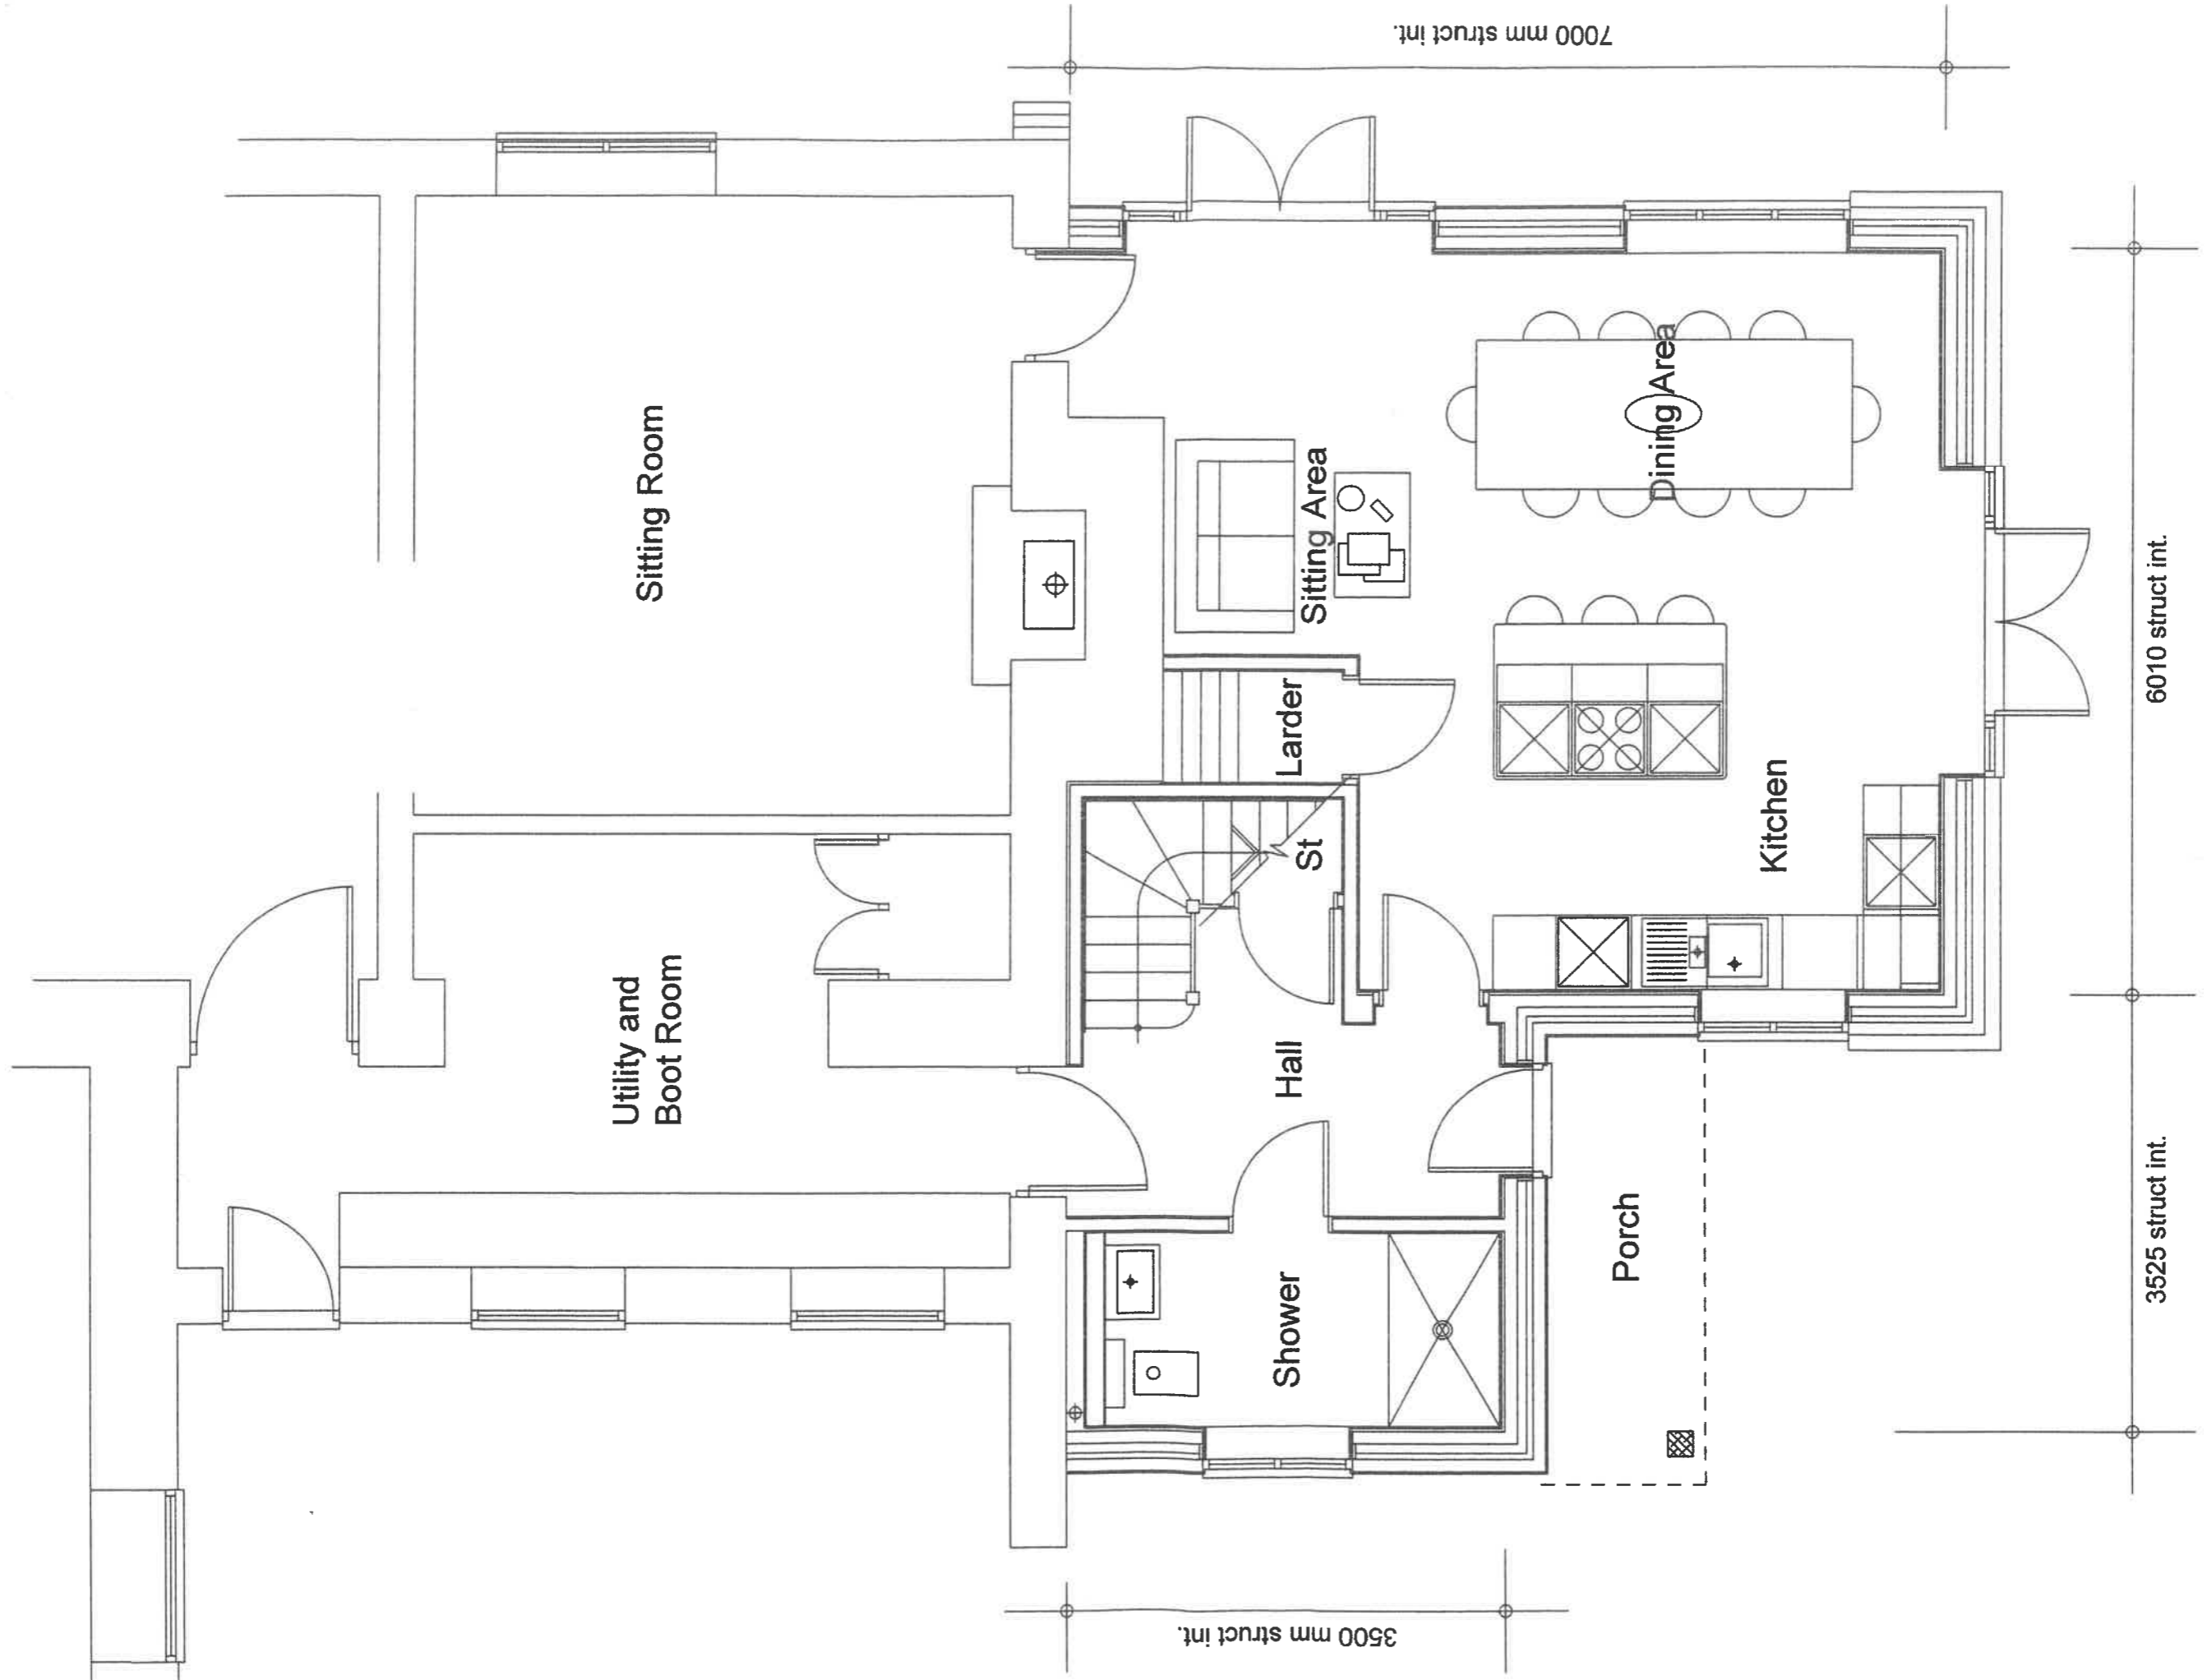 7000 mm struct int.
Sitting Room
Sitting Area
Dining Area
Larder
St
Kitchen
6010 struct int.
Utility and
Boot Room
Hall
Shower
Porch
3525 struct int.
3500 mm struct int.